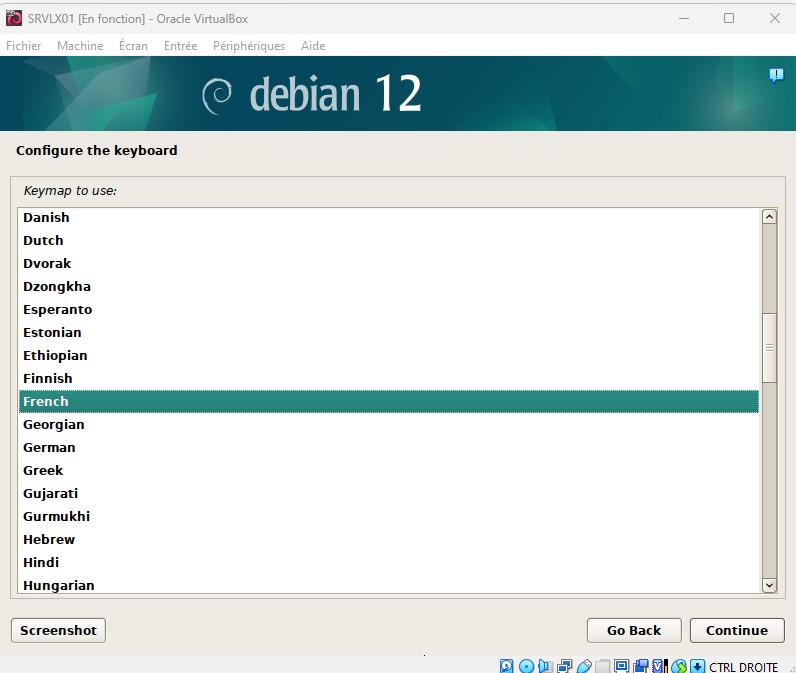 SRVLX01 [En fonction] - Oracle VirtualBox
Fichier Machine Écran Entrée Périphériques Aide
debian 12
Configure the keyboard
Keymap to use:
Danish
Dutch
Dvorak
Dzongkha
Esperanto
Estonian
Ethiopian
Finnish
French
Georgian
German
Greek
Gujarati
Gurmukhi
Hebrew
Hindi
Hungarian
Screenshot Go Back Continue
CTRL DROITE